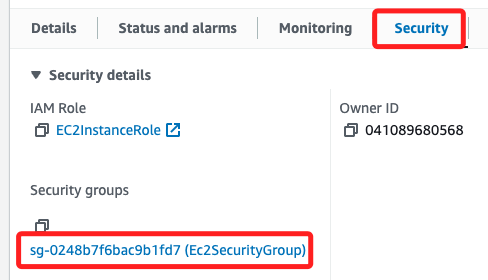 Details Status and alarms Monitoring Security
Security details
IAM Role
EC2InstanceRole
Owner ID
041089680568
Security groups
sg-0248b7f6bac9b1fd7 (Ec2SecurityGroup)